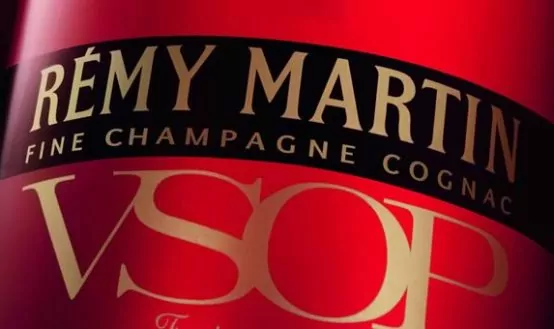 RÉMY MARTIN
FINE CHAMPAGNE COGNAC
VSOP